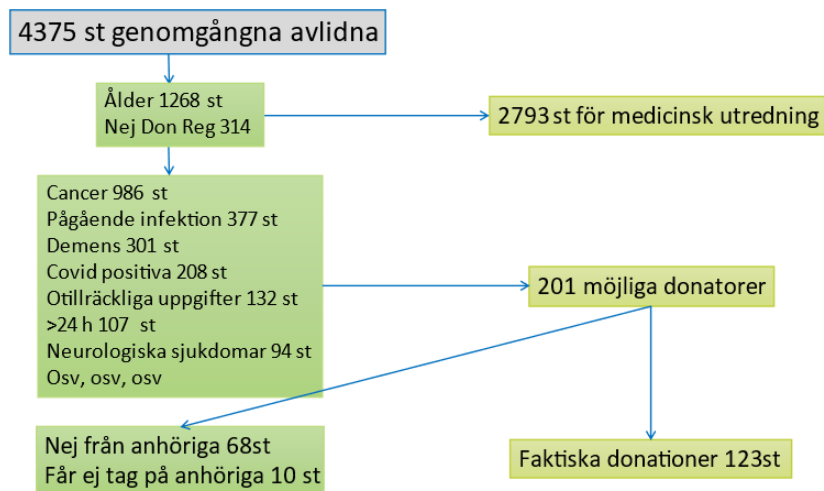 4375 st genomgångna avlidna
Ålder 1268 st
Nej Don Reg 314
2793 st för medicinsk utredning
Cancer 986 st
Pågående infektion 377 st
Demens 301 st
Covid positiva 208 st
Otillräckliga uppgifter 132 st
>24 h 107 st
Neurologiska sjukdomar 94 st
Osv, osv, osv
201 möjliga donatorer
Nej från anhöriga 68st
Får ej tag på anhöriga 10 st
Faktiska donationer 123st